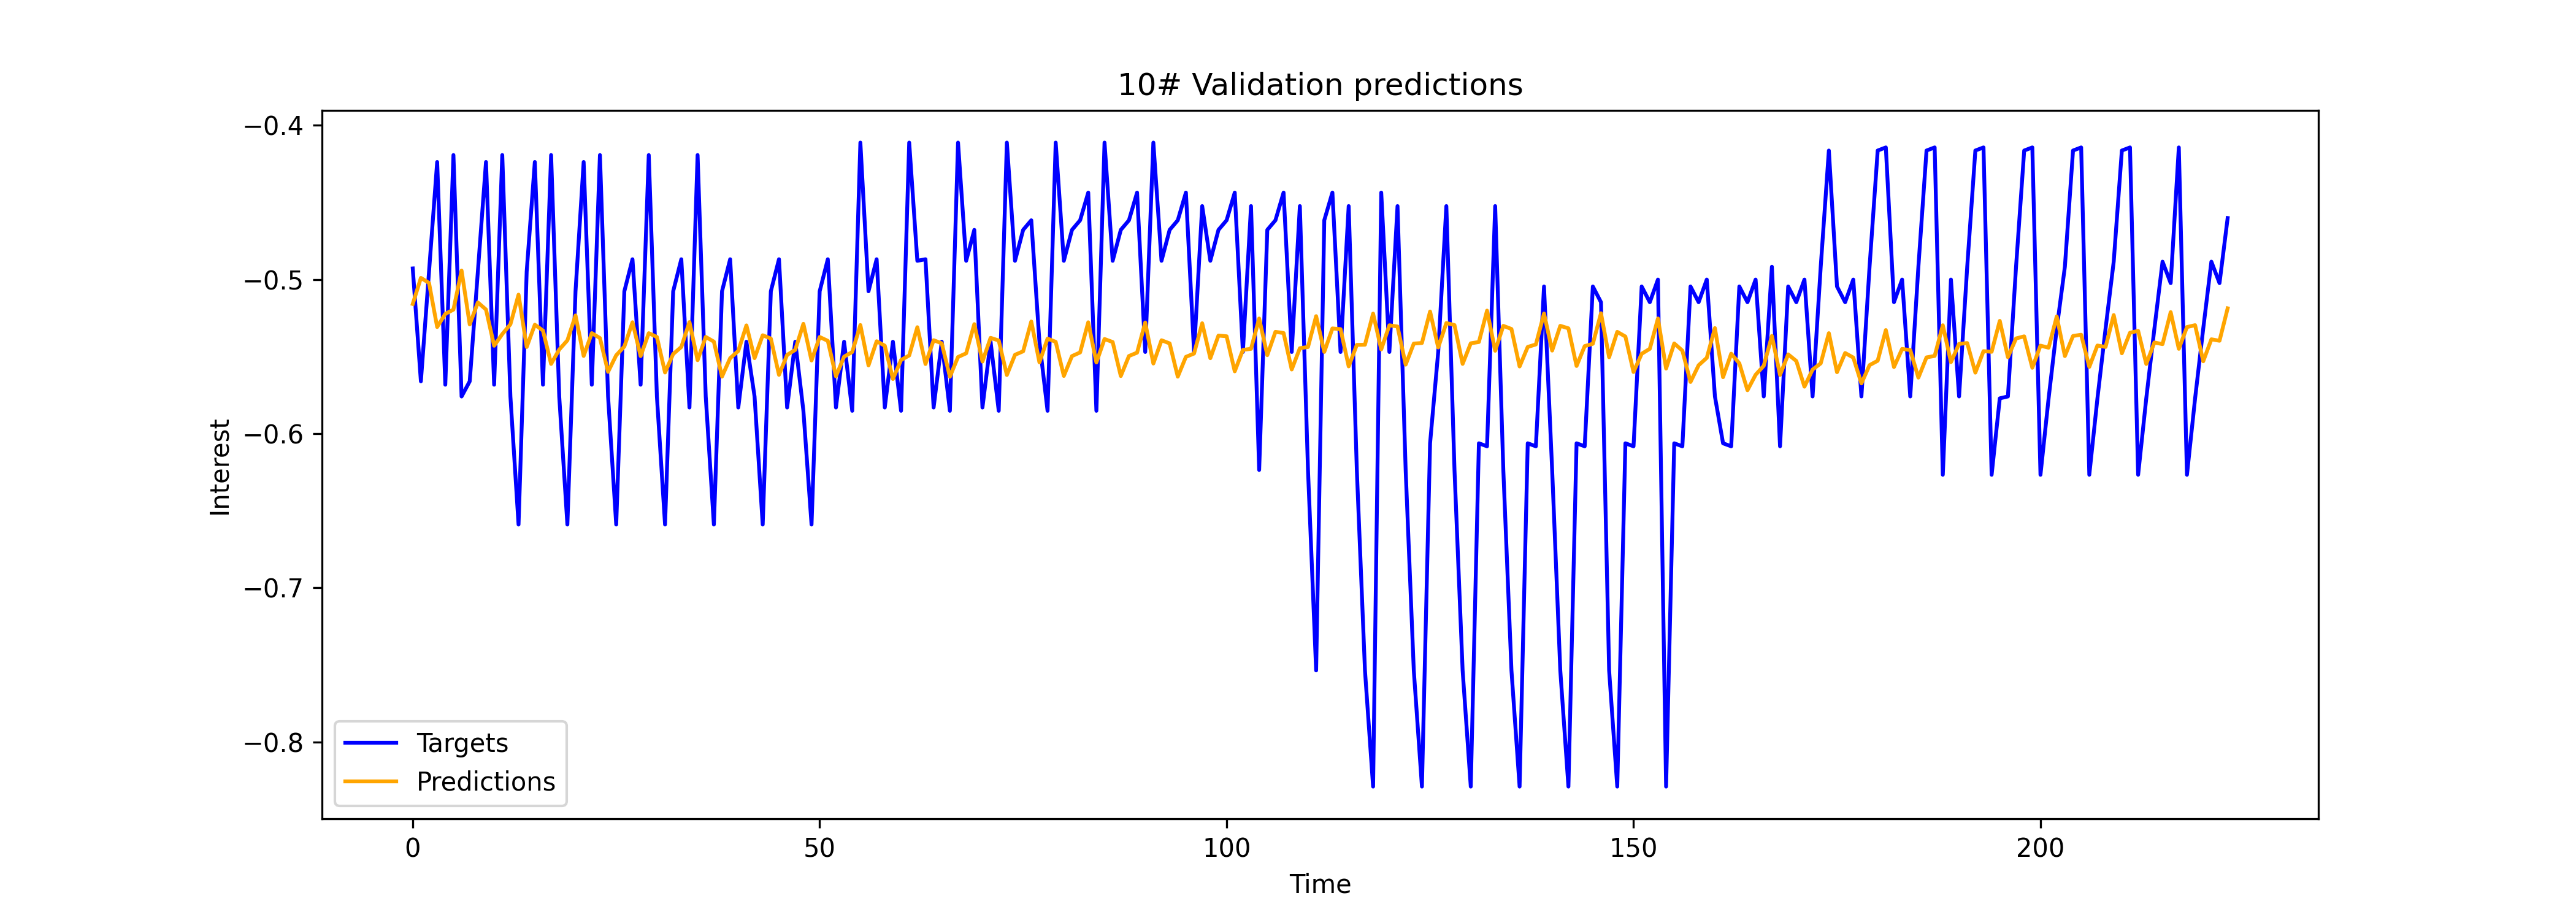 10# Validation predictions
−0.4
−0.5
−0.6
−0.7
−0.8
Interest
Targets
Predictions
0 50 100 150 200
Time